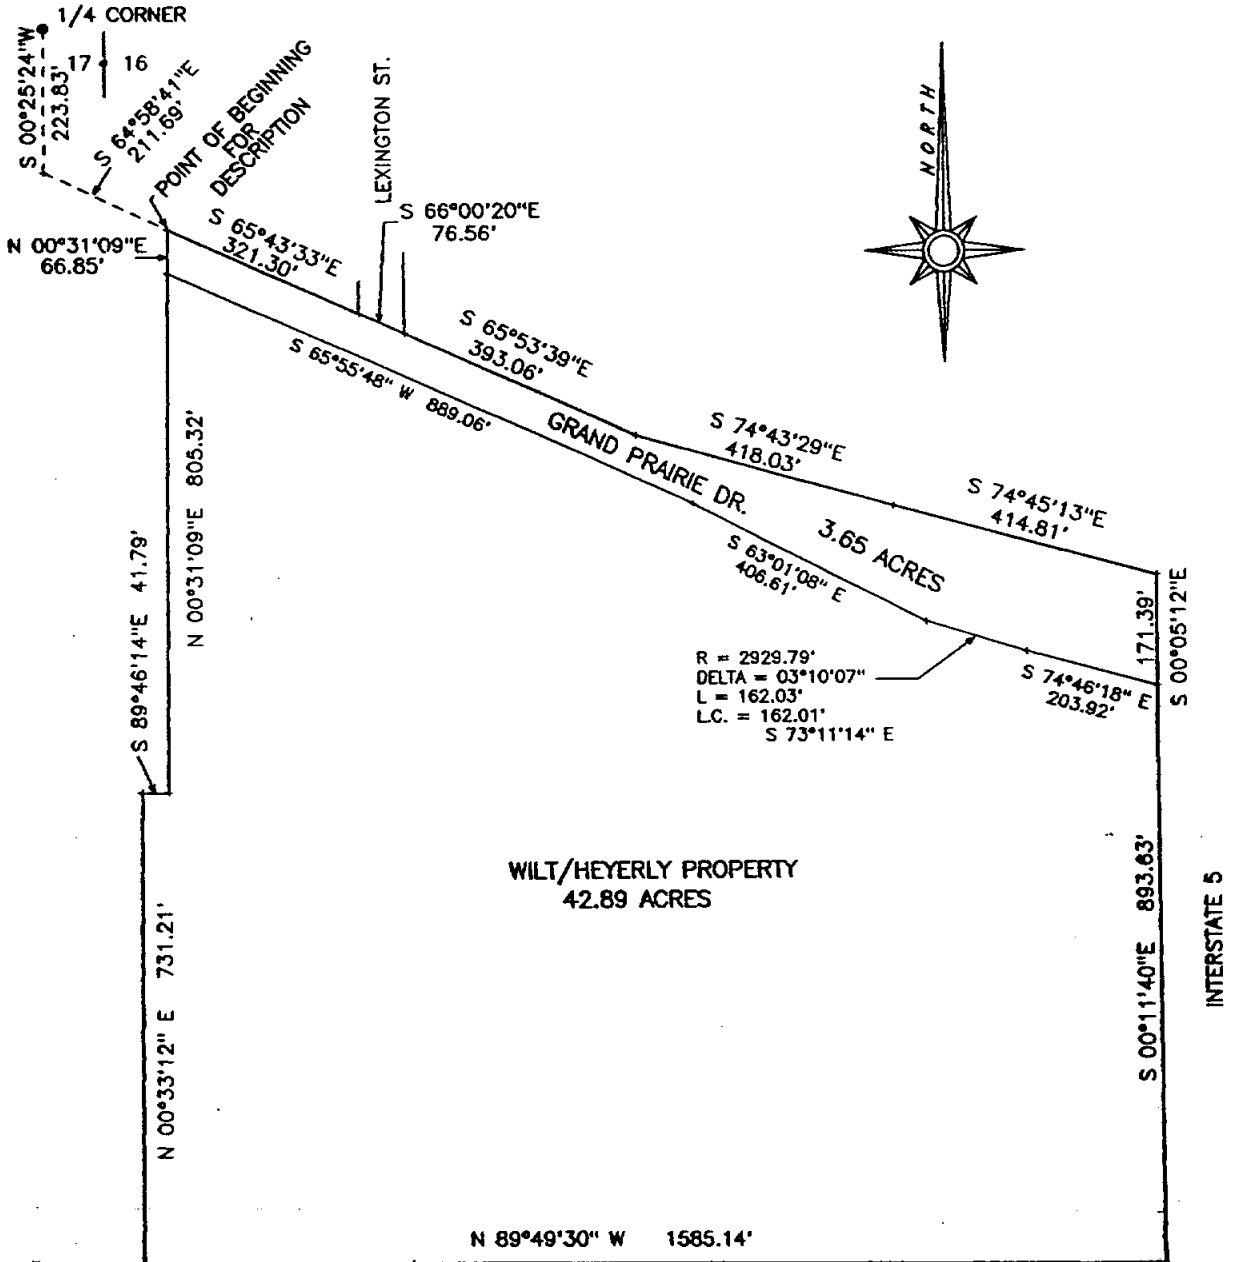 1/4 CORNER
17 16
S 00°25'24"W
223.83'
S 64°58'41"E
211.69'
POINT OF BEGINNING
FOR
DESCRIPTION
LEXINGTON ST.
NORTH
N 00°31'09"E
66.85'
S 65°43'33"E
321.30'
S 66°00'20"E
76.56'
S 65°53'39"E
393.06'
S 65°55'48" W 889.06'
GRAND PRAIRIE DR.
S 74°43'29"E
418.03'
S 74°45'13"E
414.81'
3.65 ACRES
S 63°01'08" E
406.61'
171.39'
S 00°05'12"E
N 00°31'09"E 805.32'
S 89°46'14"E 41.79'
R = 2929.79'
DELTA = 03°10'07"
L = 162.03'
L.C. = 162.01'
S 73°11'14" E
S 74°46'18" E
203.92'
WILT/HEYERLY PROPERTY
42.89 ACRES
S 00°11'40"E 893.63'
INTERSTATE 5
N 00°33'12" E 731.21'
N 89°49'30" W 1585.14'